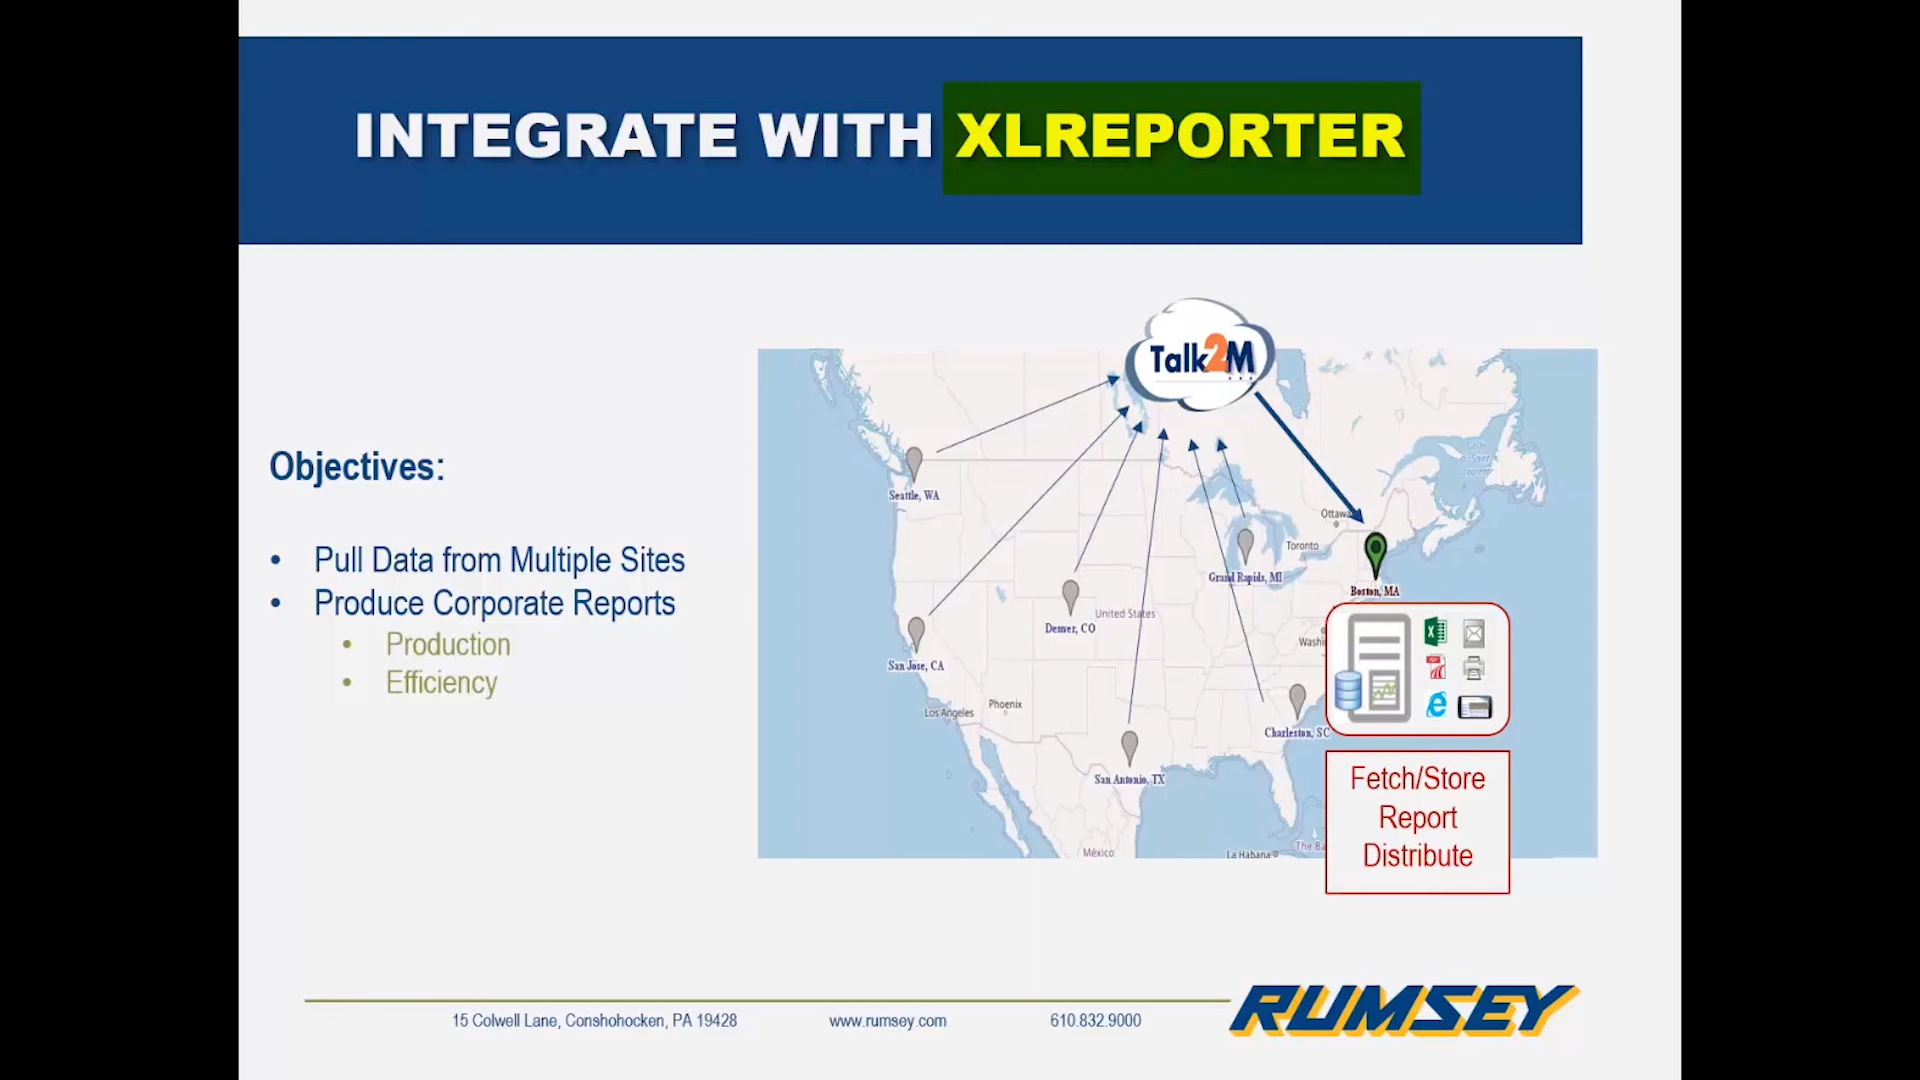 INTEGRATE WITH XLREPORTER
Talk2M
Objectives:
• Pull Data from Multiple Sites
• Produce Corporate Reports
• Production
• Efficiency
Seattle, WA
Ottawa
Toronto
Grand Rapids, MI
Boston, MA
United States
Denver, CO
San Jose, CA
Washi
Los Angeles
Phoenix
Charleston, SC
San Antonio, TX
México
La Habana
The Ba
Fetch/Store
Report
Distribute
15 Colwell Lane, Conshohocken, PA 19428 www.rumsey.com 610.832.9000
RUMSEY